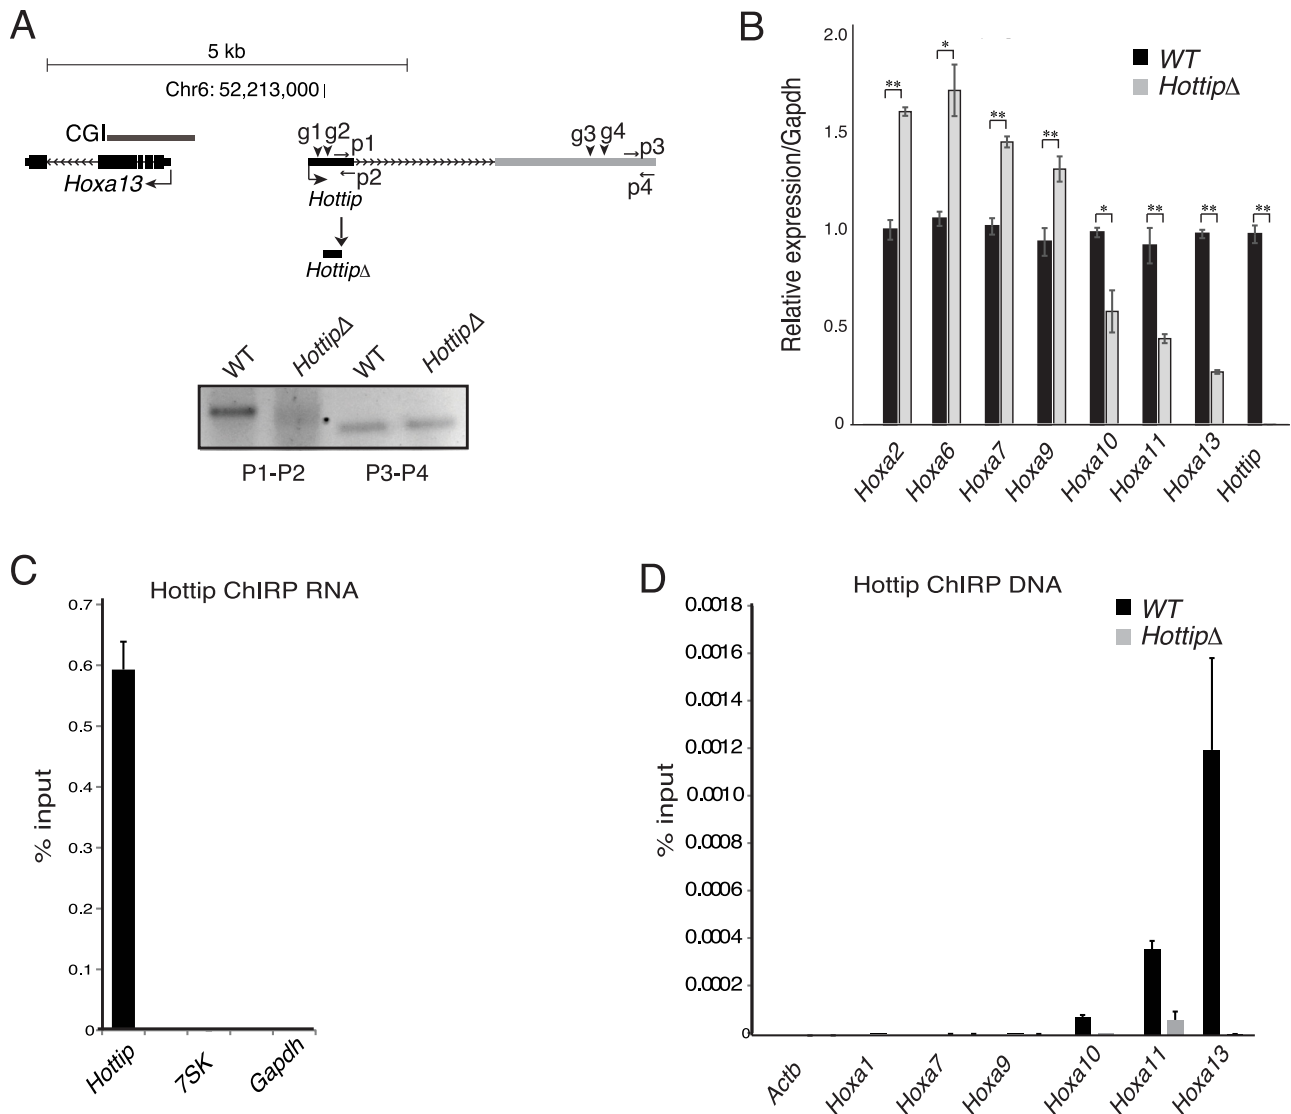 A
5 kb
Chr6: 52,213,000
CGI
Hoxa13
g1 g2 p1
p2
g3 g4 p3
p4
Hottip
HottipΔ
WT HottipΔ WT HottipΔ
P1-P2 P3-P4
B
Relative expression/Gapdh
2.0
1.5
1.0
0.5
0
WT
HottipΔ
** * ** ** * ** ** **
Hoxa2 Hoxa6 Hoxa7 Hoxa9 Hoxa10 Hoxa11 Hoxa13 Hottip
C
Hottip ChIRP RNA
% input
0.7
0.6
0.5
0.4
0.3
0.2
0.1
0
Hottip 7SK Gapdh
D
Hottip ChIRP DNA
% input
0.0018
0.0016
0.0014
0.0012
0.0010
0.0008
0.0006
0.0004
0.0002
0
WT
HottipΔ
Actb Hoxa1 Hoxa7 Hoxa9 Hoxa10 Hoxa11 Hoxa13